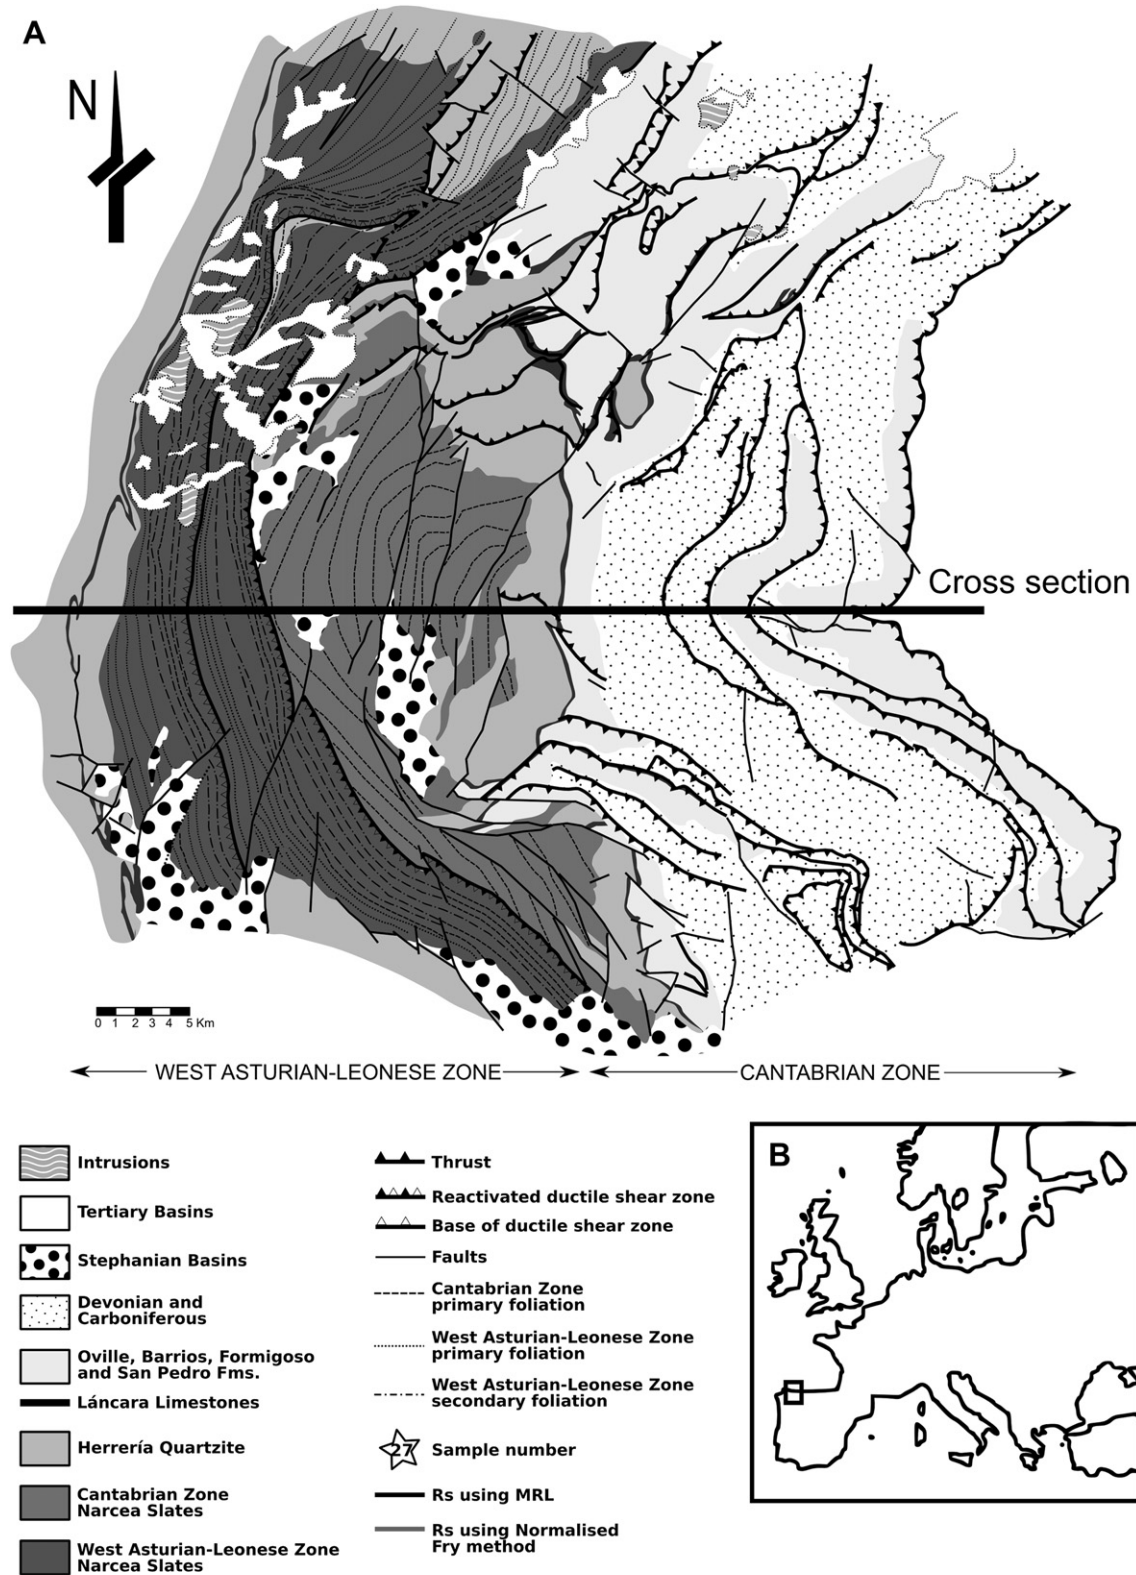 A
N
Cross section
0 1 2 3 4 5 Km
WEST ASTURIAN-LEONESE ZONE
CANTABRIAN ZONE
Intrusions
Tertiary Basins
Stephanian Basins
Devonian and
Carboniferous
Oville, Barrios, Formigoso
and San Pedro Fms.
Láncara Limestones
Herrería Quartzite
Cantabrian Zone
Narcea Slates
West Asturian-Leonese Zone
Narcea Slates
Thrust
Reactivated ductile shear zone
Base of ductile shear zone
Faults
Cantabrian Zone
primary foliation
West Asturian-Leonese Zone
primary foliation
West Asturian-Leonese Zone
secondary foliation
27
Sample number
Rs using MRL
Rs using Normalised
Fry method
B